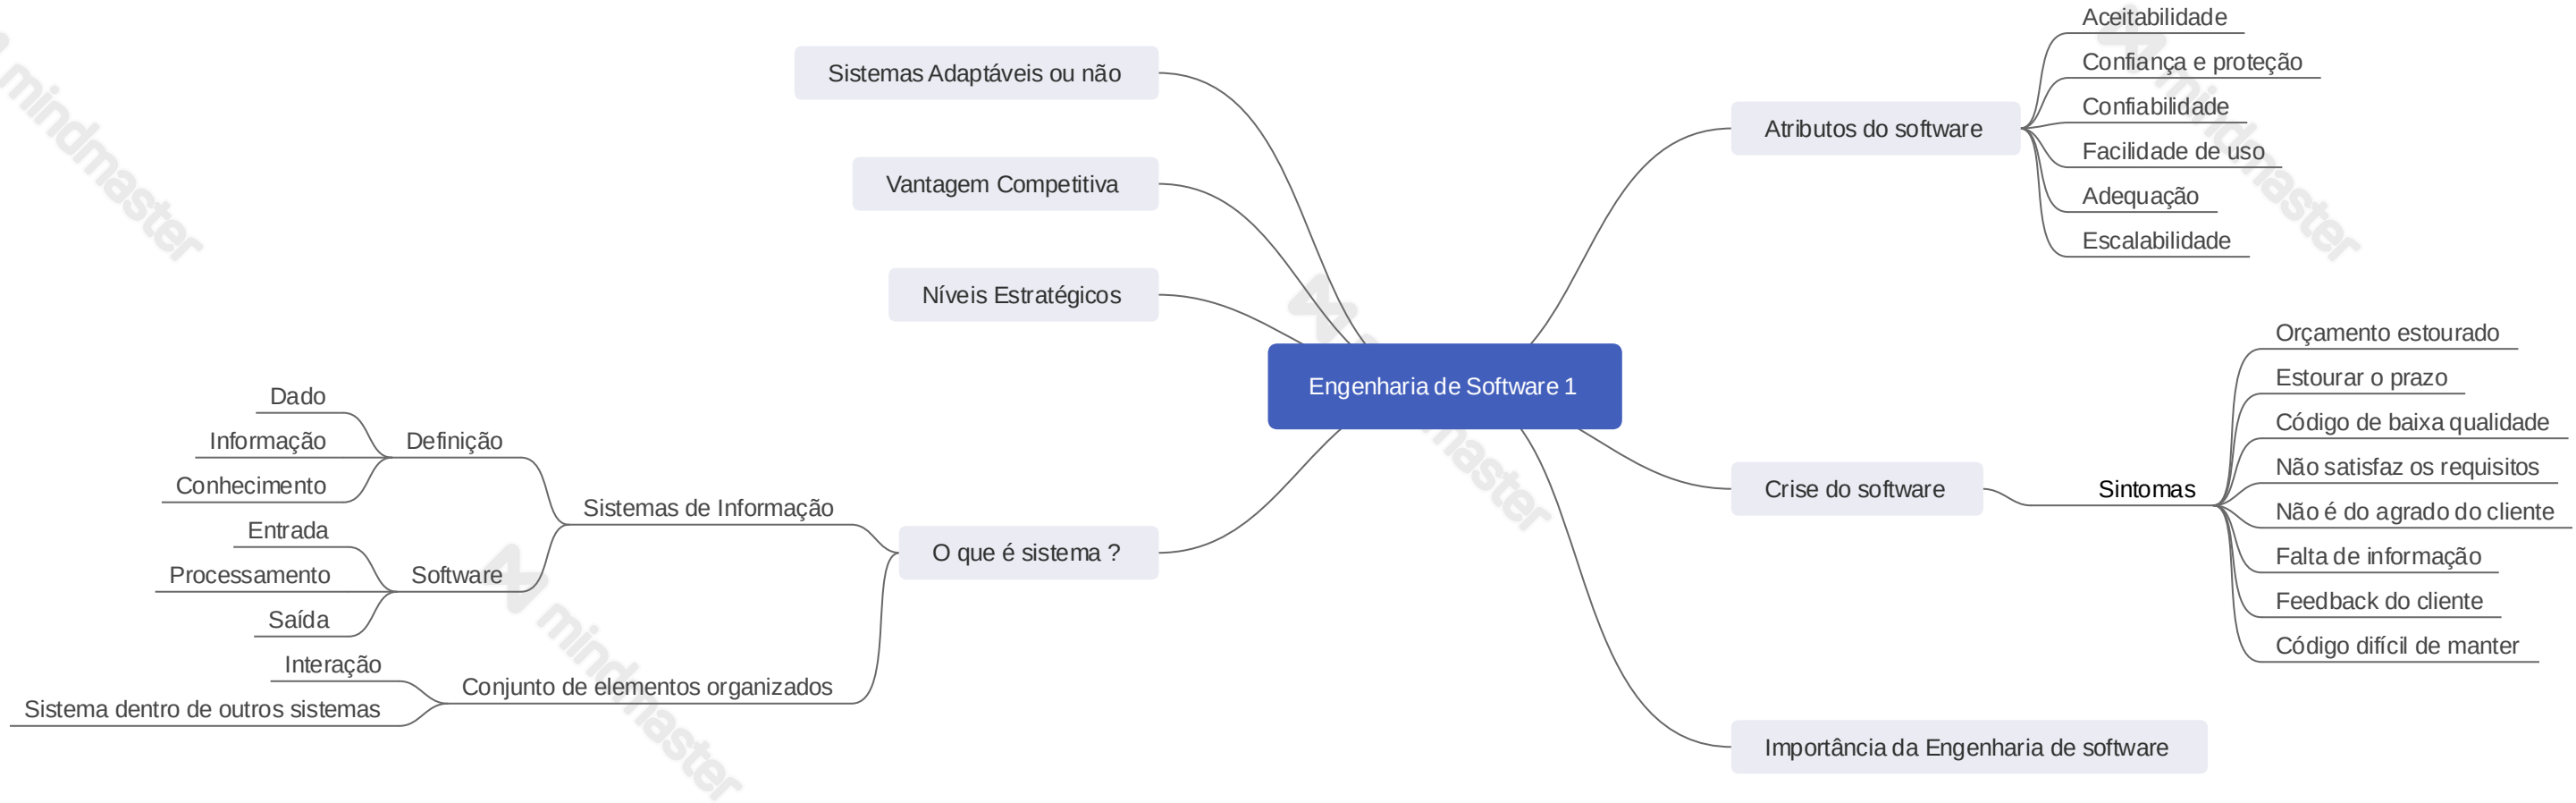 Engenharia de Software 1
Atributos do software
Aceitabilidade
Confiança e proteção
Confiabilidade
Facilidade de uso
Adequação
Escalabilidade
Crise do software
Sintomas
Orçamento estourado
Estourar o prazo
Código de baixa qualidade
Não satisfaz os requisitos
Não é do agrado do cliente
Falta de informação
Feedback do cliente
Código difícil de manter
Importância da Engenharia de software
Sistemas Adaptáveis ou não
Vantagem Competitiva
Níveis Estratégicos
O que é sistema ?
Sistemas de Informação
Definição
Dado
Informação
Conhecimento
Software
Entrada
Processamento
Saída
Conjunto de elementos organizados
Interação
Sistema dentro de outros sistemas
mindmaster
mindmaster
mindmaster
mindmaster